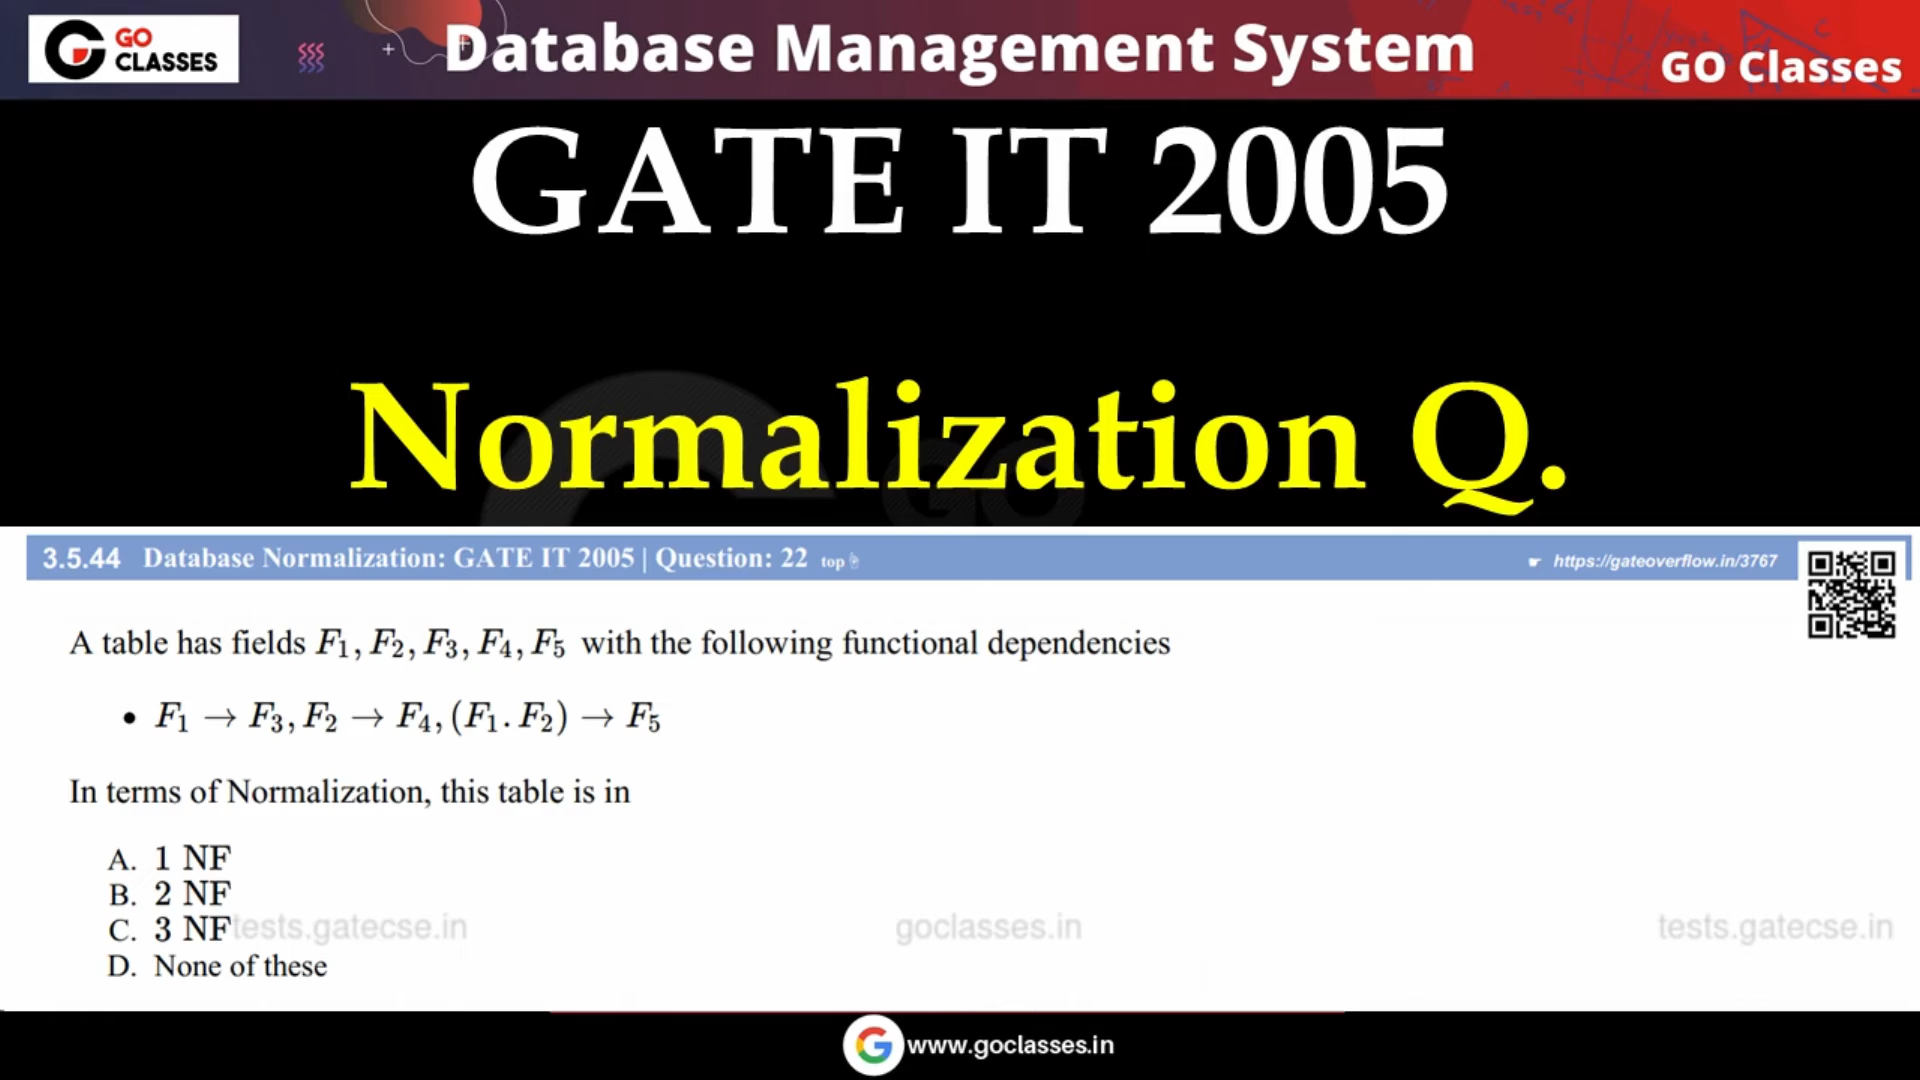 GO
CLASSES
Database Management System
GO Classes
GATE IT 2005
Normalization Q.
3.5.44 Database Normalization: GATE IT 2005 | Question: 22 top
https://gateoverflow.in/3767
A table has fields F₁, F₂, F₃, F₄, F₅ with the following functional dependencies
• F₁ → F₃, F₂ → F₄, (F₁. F₂) → F₅
In terms of Normalization, this table is in
A. 1 NF
B. 2 NF
C. 3 NF
D. None of these
tests.gatecse.in
goclasses.in
tests.gatecse.in
www.goclasses.in